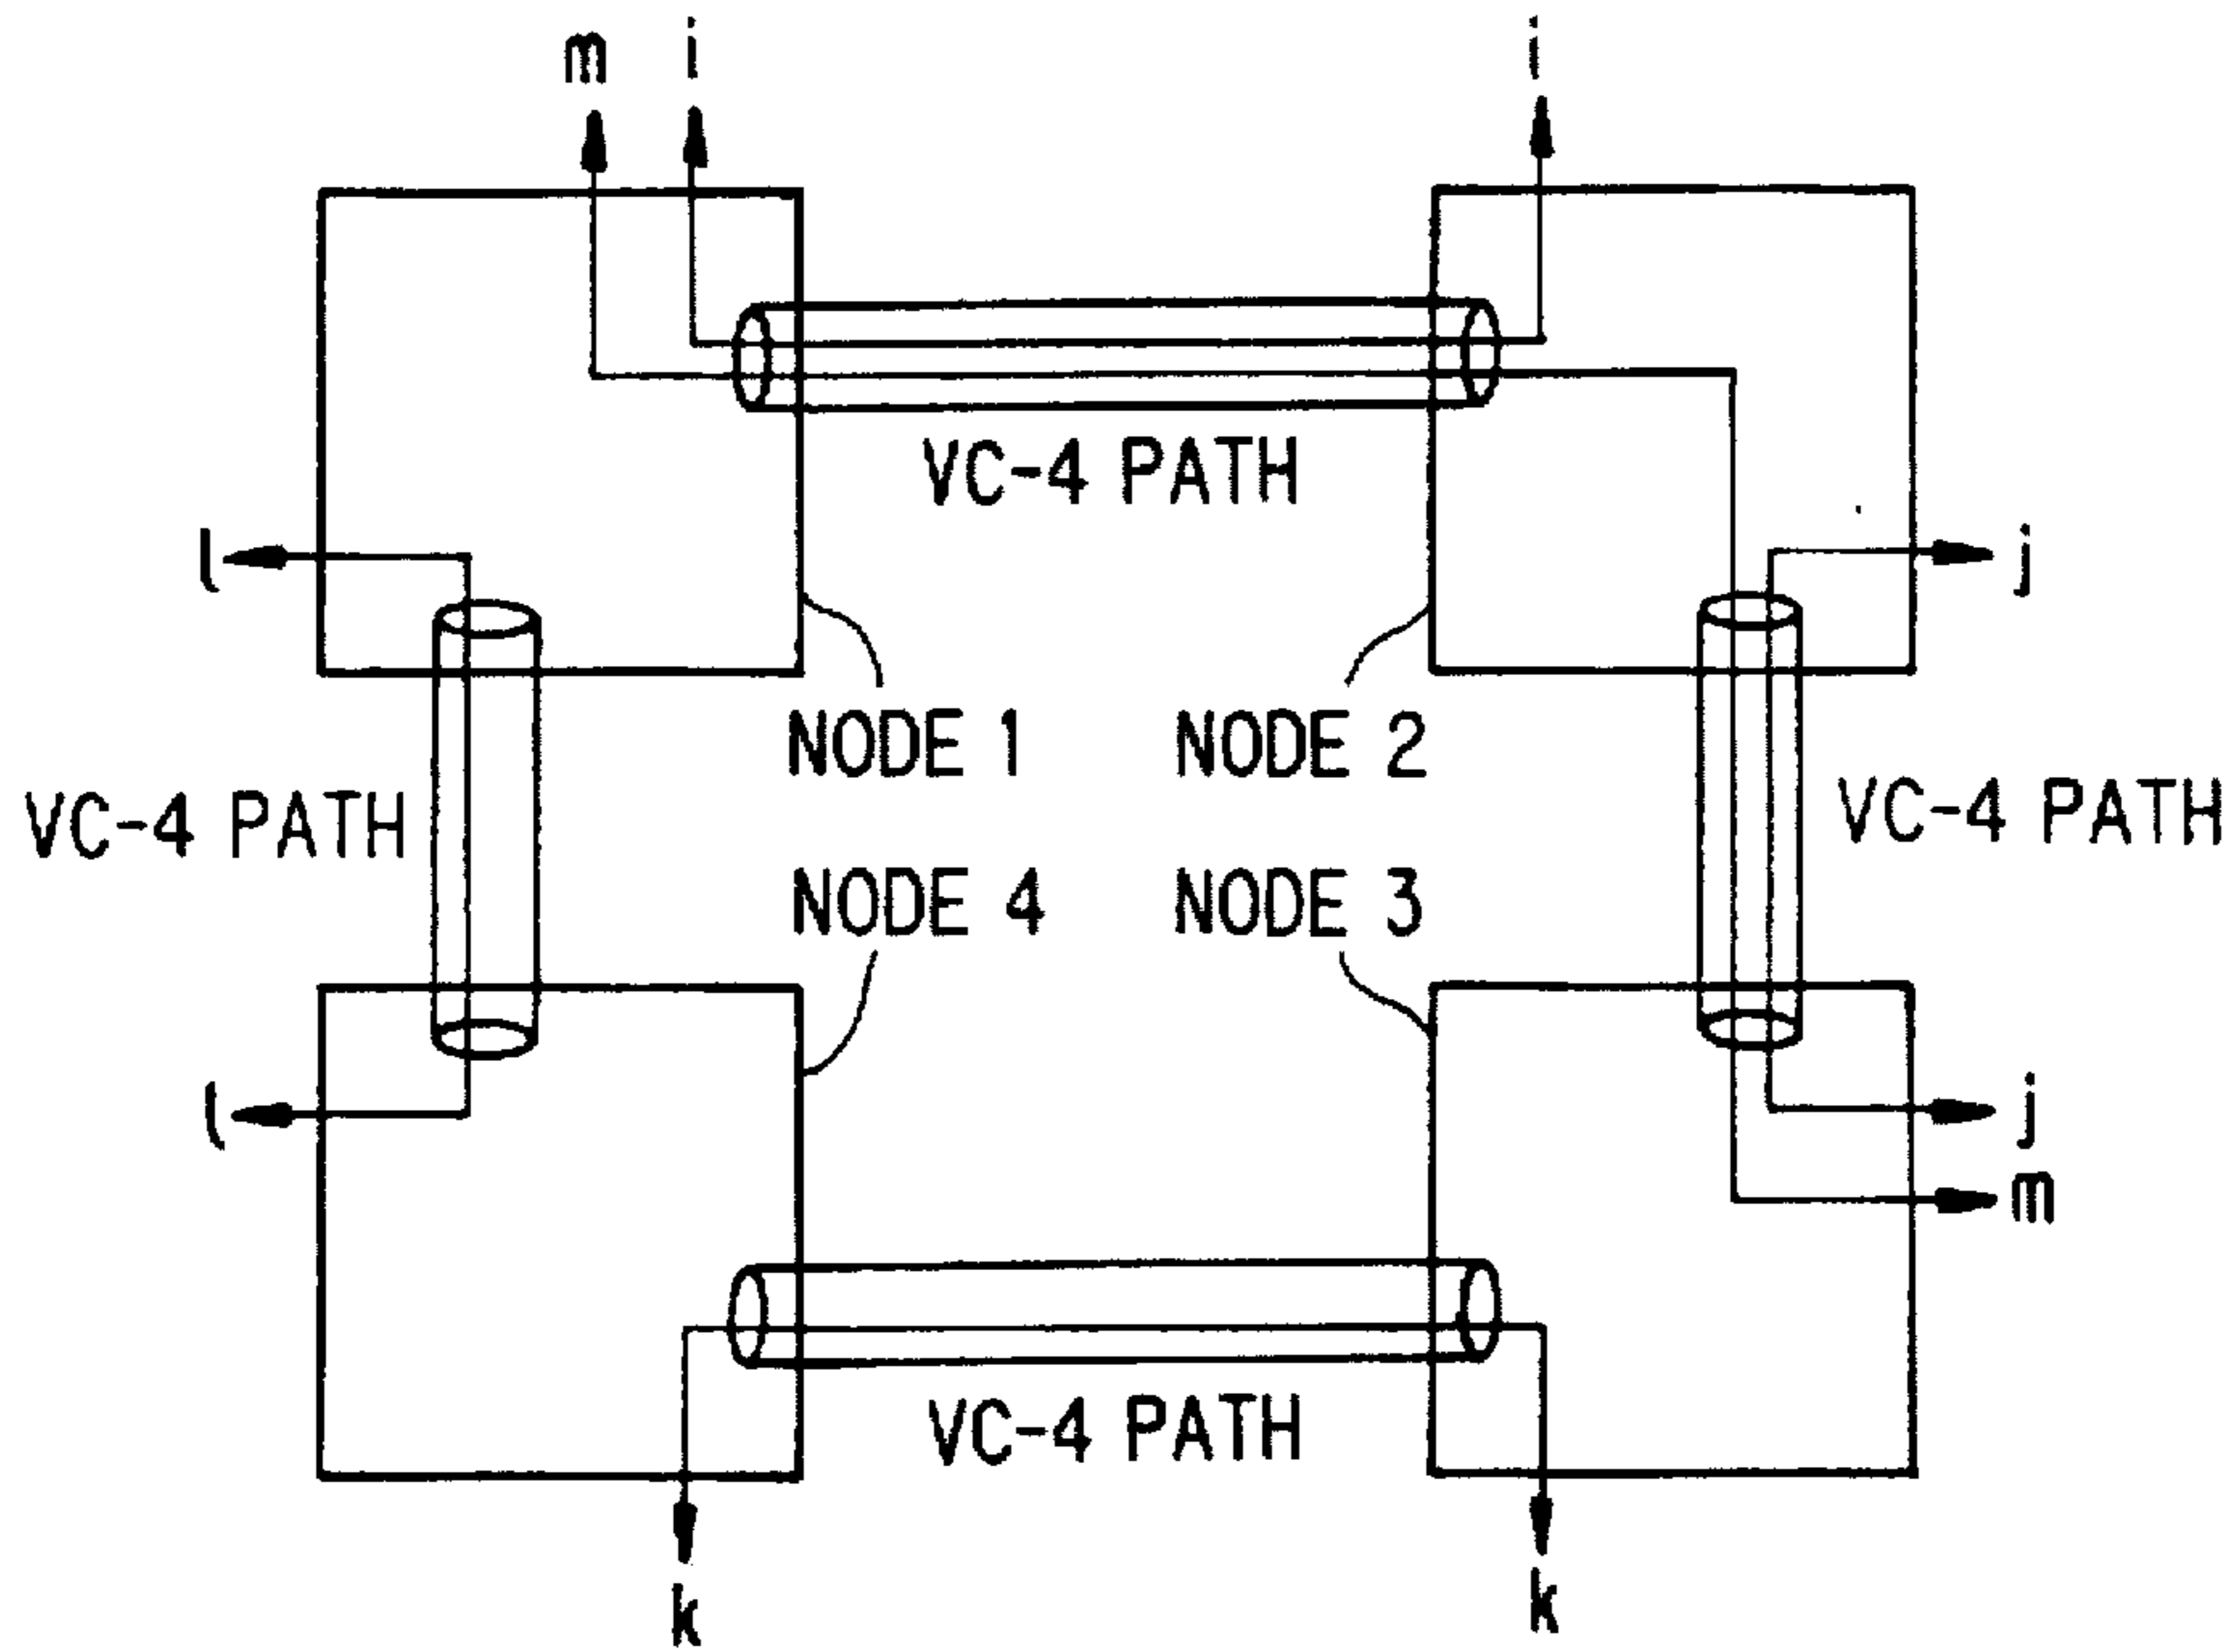 m i i
VC-4 PATH
l j
NODE 1 NODE 2
VC-4 PATH VC-4 PATH
NODE 4 NODE 3
l j
m
VC-4 PATH
k k